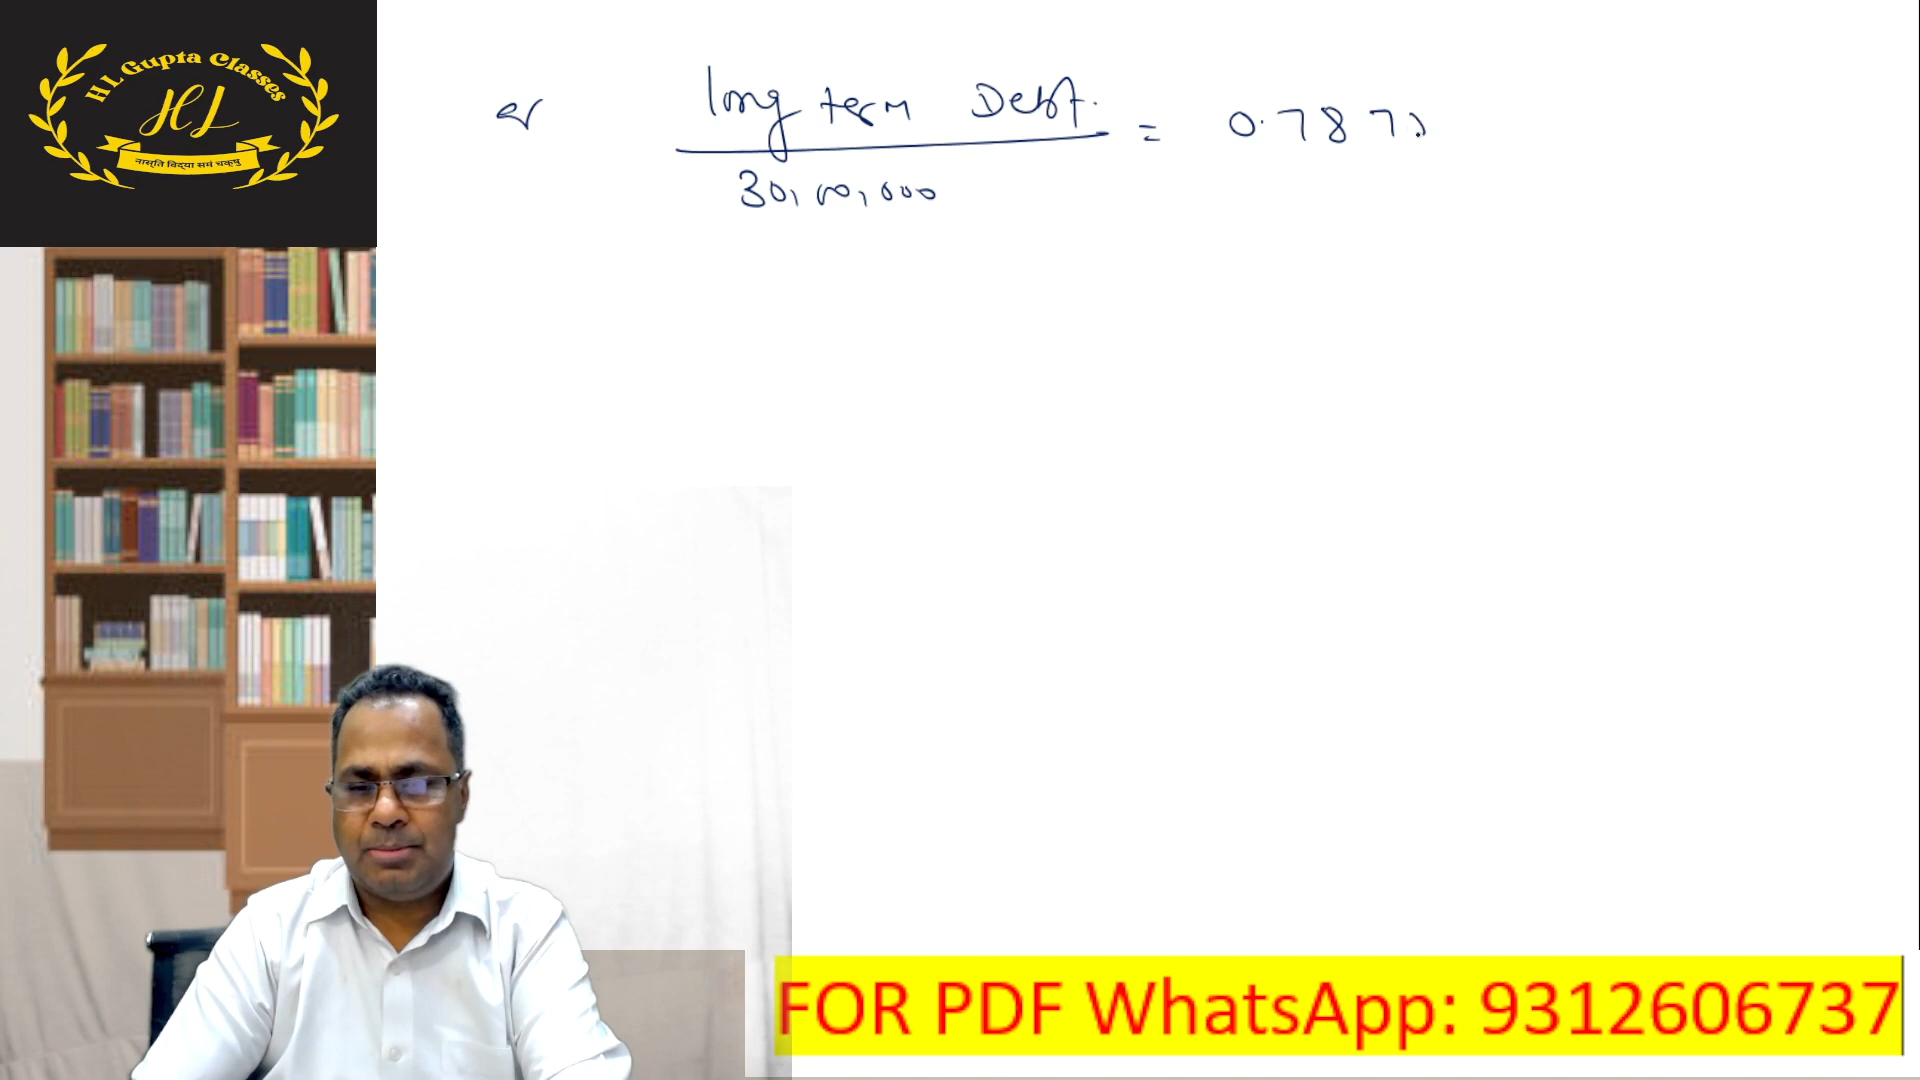 HL Gupta Classes
HL
नास्ति विद्या समं चक्षु
or long term Debt. = 0.787
30,00,000
FOR PDF WhatsApp: 9312606737